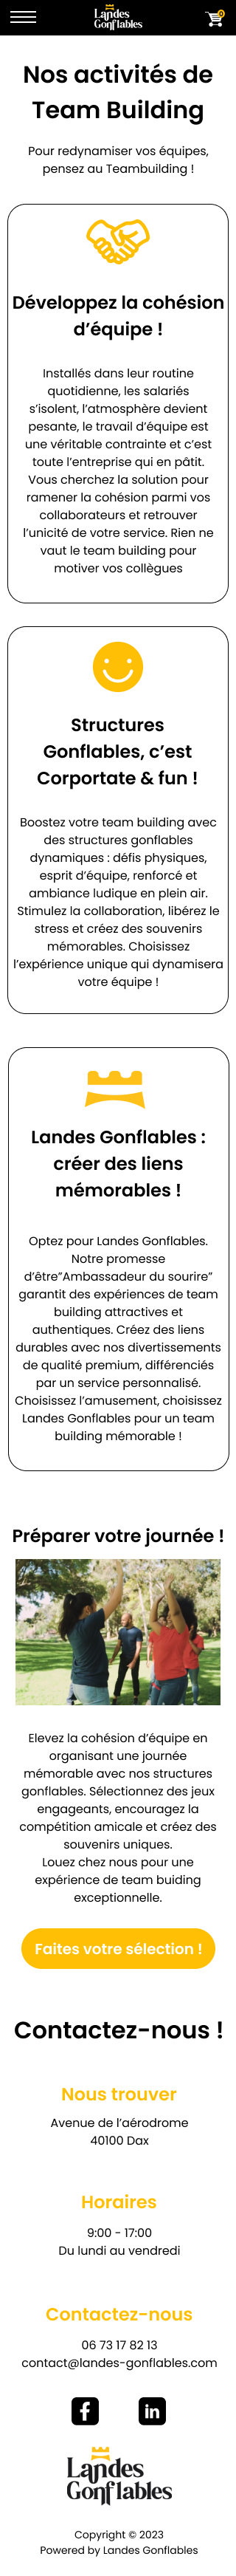 Landes
Gonflables
0
Nos activités de
Team Building
Pour redynamiser vos équipes,
pensez au Teambuilding !
Développez la cohésion
d’équipe !
Installés dans leur routine
quotidienne, les salariés
s’isolent, l’atmosphère devient
pesante, le travail d’équipe est
une véritable contrainte et c’est
toute l’entreprise qui en pâtit.
Vous cherchez la solution pour
ramener la cohésion parmi vos
collaborateurs et retrouver
l’unicité de votre service. Rien ne
vaut le team building pour
motiver vos collègues
Structures
Gonflables, c’est
Corportate & fun !
Boostez votre team building avec
des structures gonflables
dynamiques : défis physiques,
esprit d’équipe, renforcé et
ambiance ludique en plein air.
Stimulez la collaboration, libérez le
stress et créez des souvenirs
mémorables. Choisissez
l’expérience unique qui dynamisera
votre équipe !
Landes Gonflables :
créer des liens
mémorables !
Optez pour Landes Gonflables.
Notre promesse
d’être”Ambassadeur du sourire”
garantit des expériences de team
building attractives et
authentiques. Créez des liens
durables avec nos divertissements
de qualité premium, différenciés
par un service personnalisé.
Choisissez l’amusement, choisissez
Landes Gonflables pour un team
building mémorable !
Préparer votre journée !
Elevez la cohésion d’équipe en
organisant une journée
mémorable avec nos structures
gonflables. Sélectionnez des jeux
engageants, encouragez la
compétition amicale et créez des
souvenirs uniques.
Louez chez nous pour une
expérience de team buiding
exceptionnelle.
Faites votre sélection !
Contactez-nous !
Nous trouver
Avenue de l’aérodrome
40100 Dax
Horaires
9:00 - 17:00
Du lundi au vendredi
Contactez-nous
06 73 17 82 13
contact@landes-gonflables.com
f
in
Landes
Gonflables
Copyright © 2023
Powered by Landes Gonflables